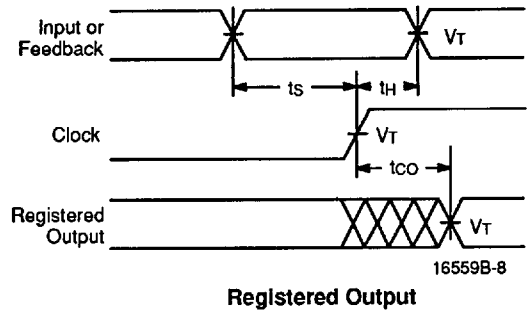 Input or
Feedback
VT
tS
tH
Clock
VT
tCO
Registered
Output
VT
16559B-8
Registered Output